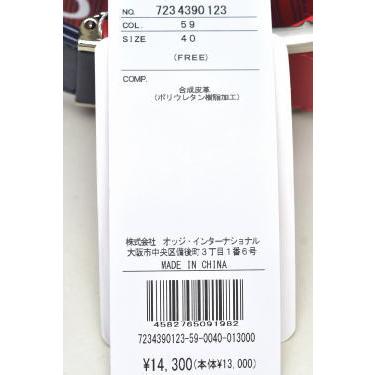 NO. 7234390123
COL. 59
SIZE 40
(FREE)
COMP.
合成皮革
(ポリウレタン樹脂加工)
株式会社 オッジ・インターナショナル
大阪市中央区備後町3丁目1番6号
MADE IN CHINA
4582765091982
7234390123-59-0040-013000
¥14,300(本体¥13,000)